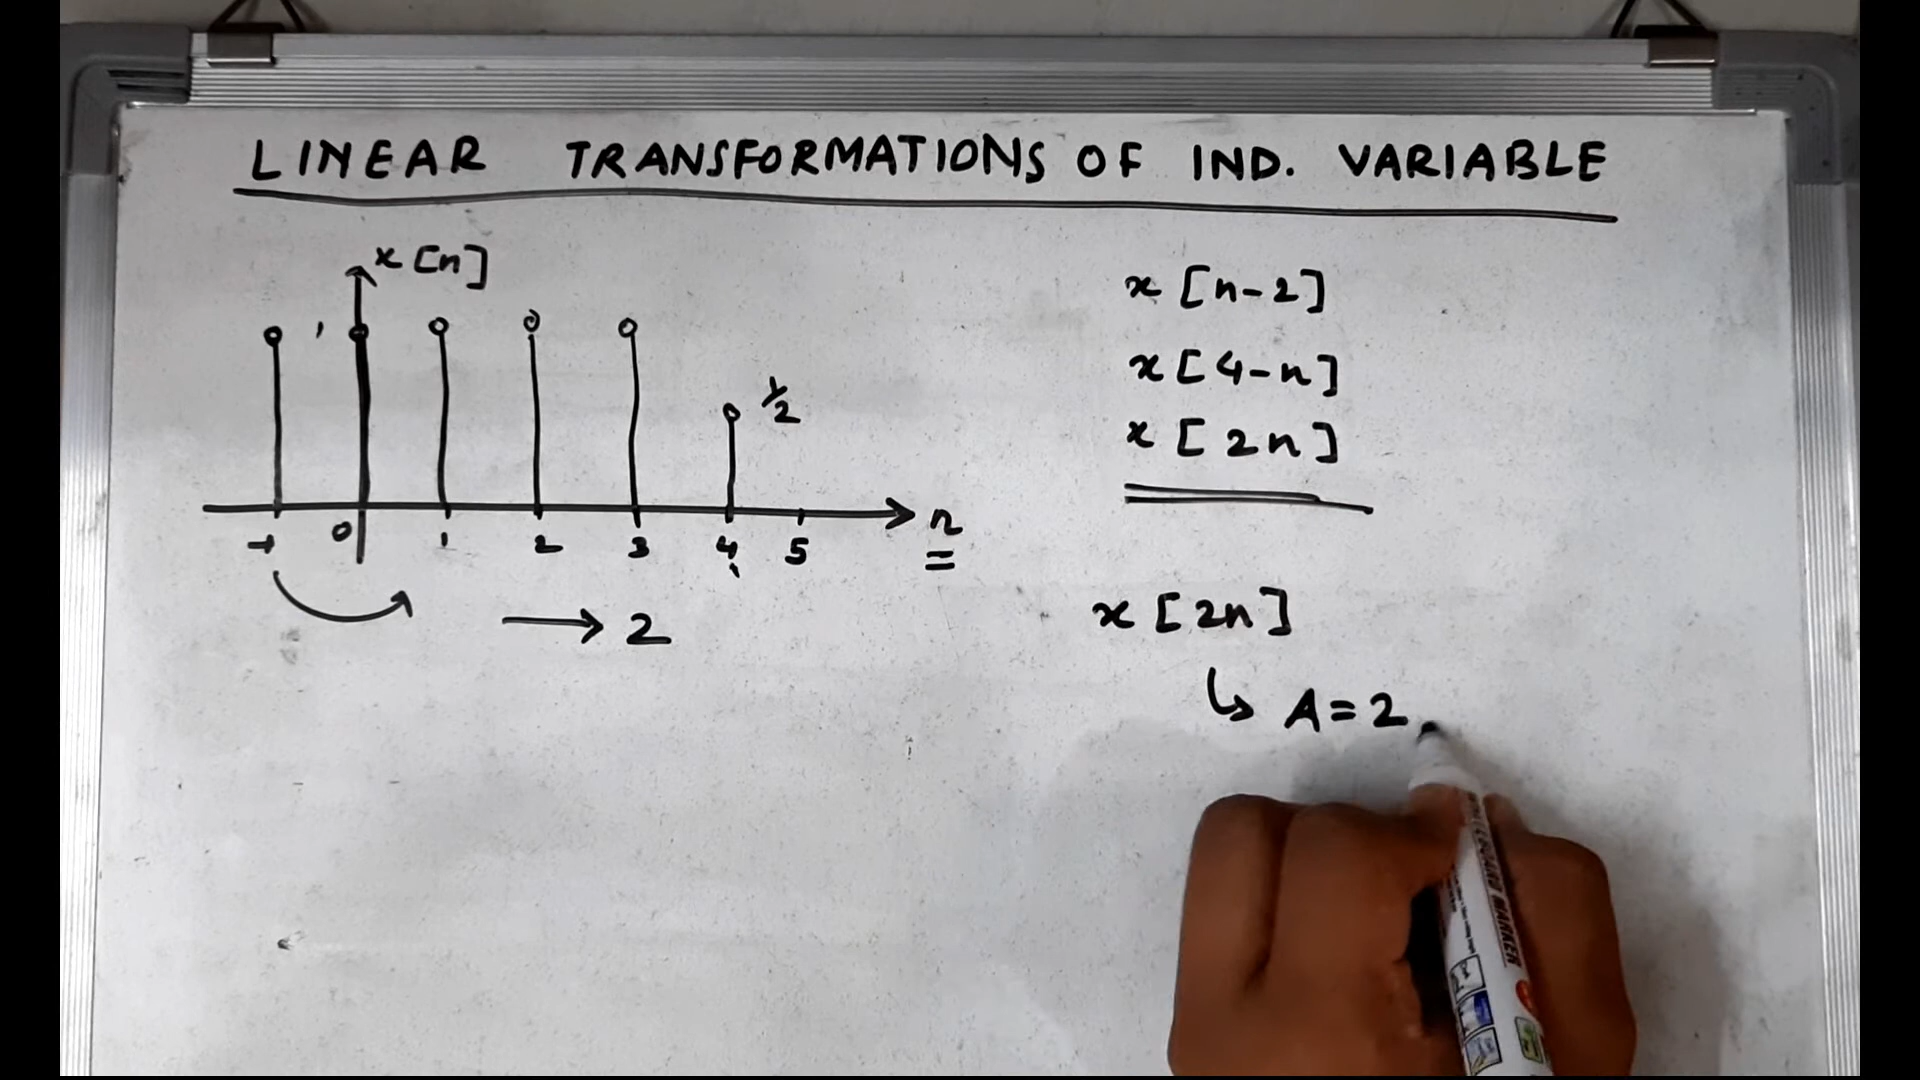 LINEAR TRANSFORMATIONS OF IND. VARIABLE
x[n]
1
1/2
-1 0 1 2 3 4 5 n
→ 2
x[n-2]
x[4-n]
x[2n]
x[2n]
↳ A=2